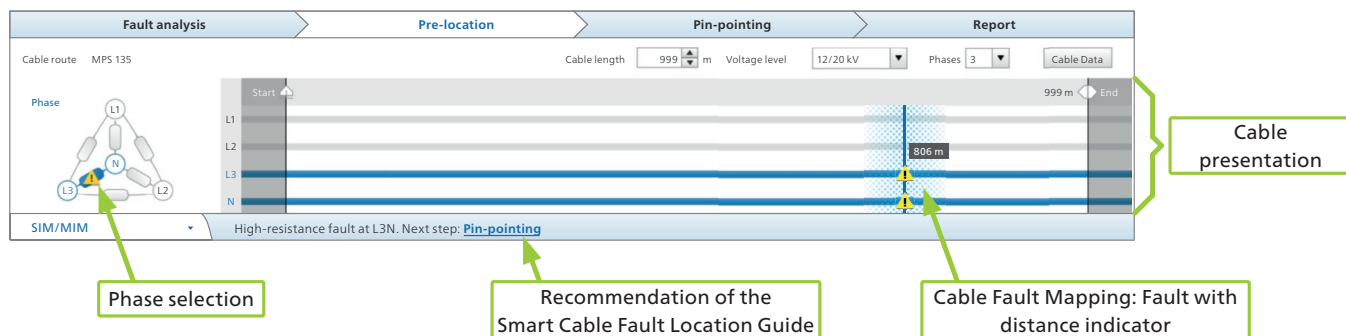 Fault analysis Pre-location Pin-pointing Report
Cable route MPS 135 Cable length 999 m Voltage level 12/20 kV Phases 3 Cable Data
Phase
L1
N
L3
L2
Start 999 m End
L1
L2
806 m
L3
N
SIM/MIM High-resistance fault at L3N. Next step: Pin-pointing
Cable
presentation
Phase selection
Recommendation of the
Smart Cable Fault Location Guide
Cable Fault Mapping: Fault with
distance indicator